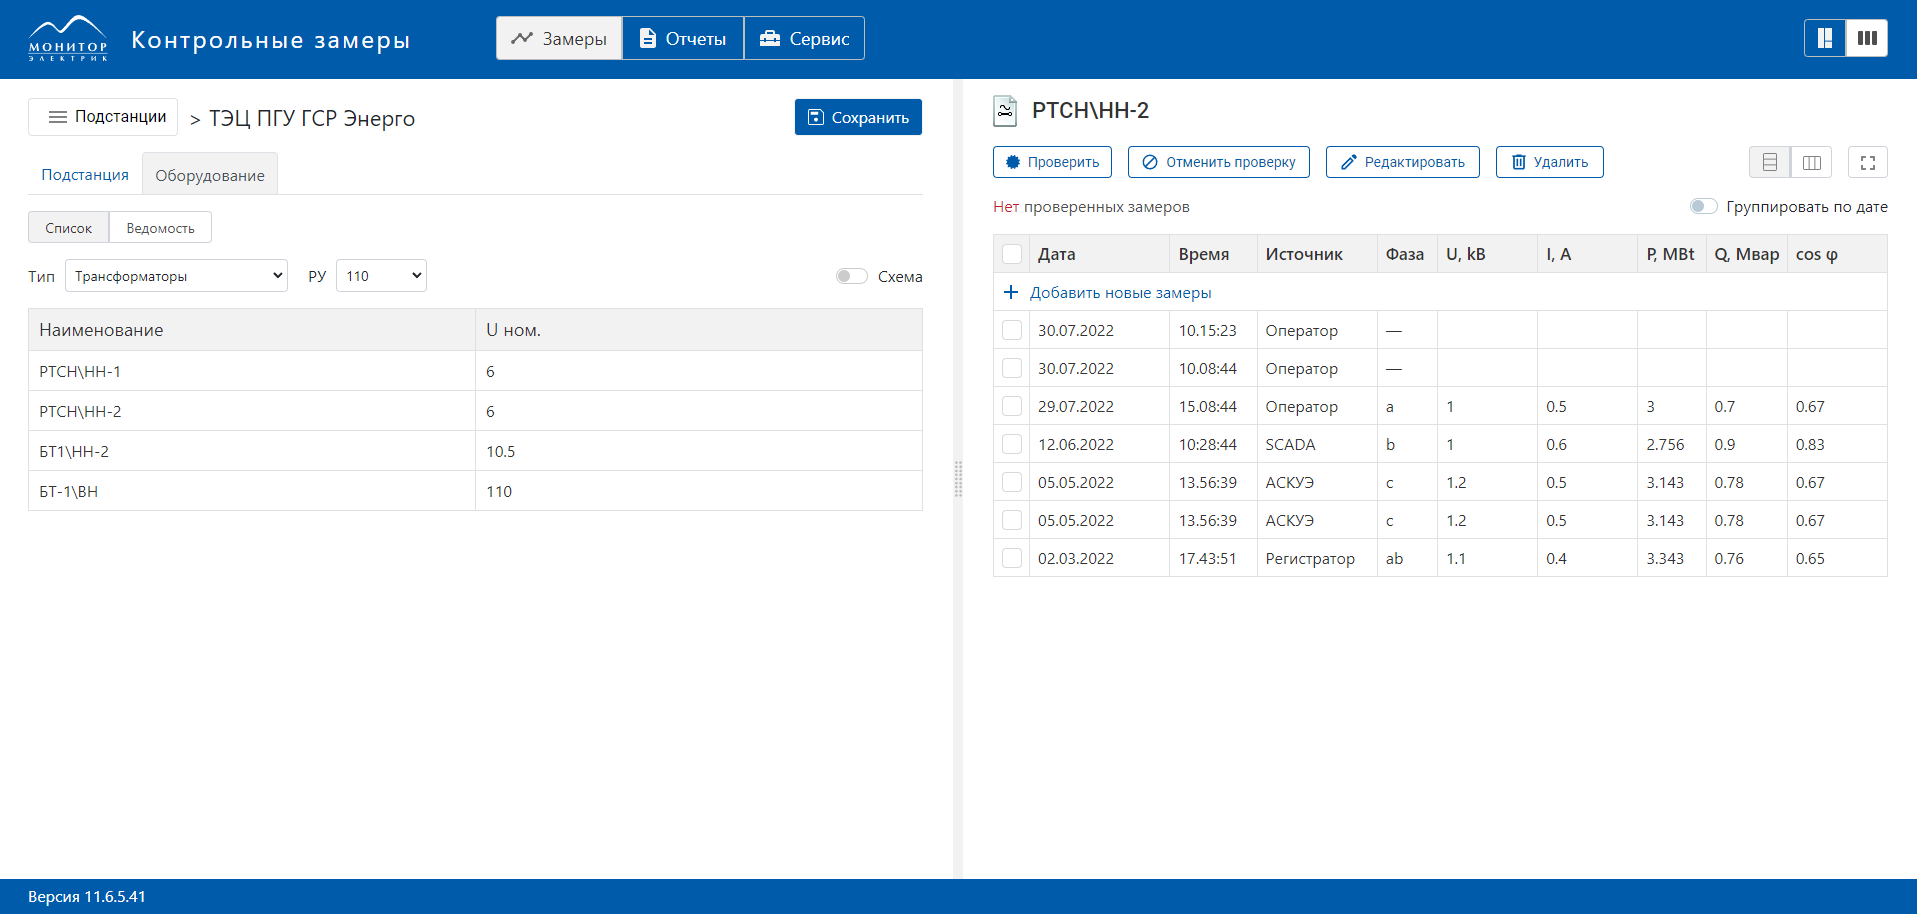 МОНИТОР
ЭЛЕКТРИК
Контрольные замеры
Замеры
Отчеты
Сервис
Подстанции > ТЭЦ ПГУ ГСР Энерго
Сохранить
Подстанция
Оборудование
Список
Ведомость
Тип Трансформаторы РУ 110
Схема
Наименование U ном.
РТСН\НН-1 6
РТСН\НН-2 6
БТ1\НН-2 10.5
БТ-1\ВН 110
РТСН\НН-2
Проверить
Отменить проверку
Редактировать
Удалить
Нет проверенных замеров
Группировать по дате
Дата Время Источник Фаза U, kB I, A P, МВt Q, Мвар cos φ
+ Добавить новые замеры
30.07.2022 10.15:23 Оператор —
30.07.2022 10.08:44 Оператор —
29.07.2022 15.08:44 Оператор a 1 0.5 3 0.7 0.67
12.06.2022 10:28:44 SCADA b 1 0.6 2.756 0.9 0.83
05.05.2022 13.56:39 АСКУЭ c 1.2 0.5 3.143 0.78 0.67
05.05.2022 13.56:39 АСКУЭ c 1.2 0.5 3.143 0.78 0.67
02.03.2022 17.43:51 Регистратор ab 1.1 0.4 3.343 0.76 0.65
Версия 11.6.5.41